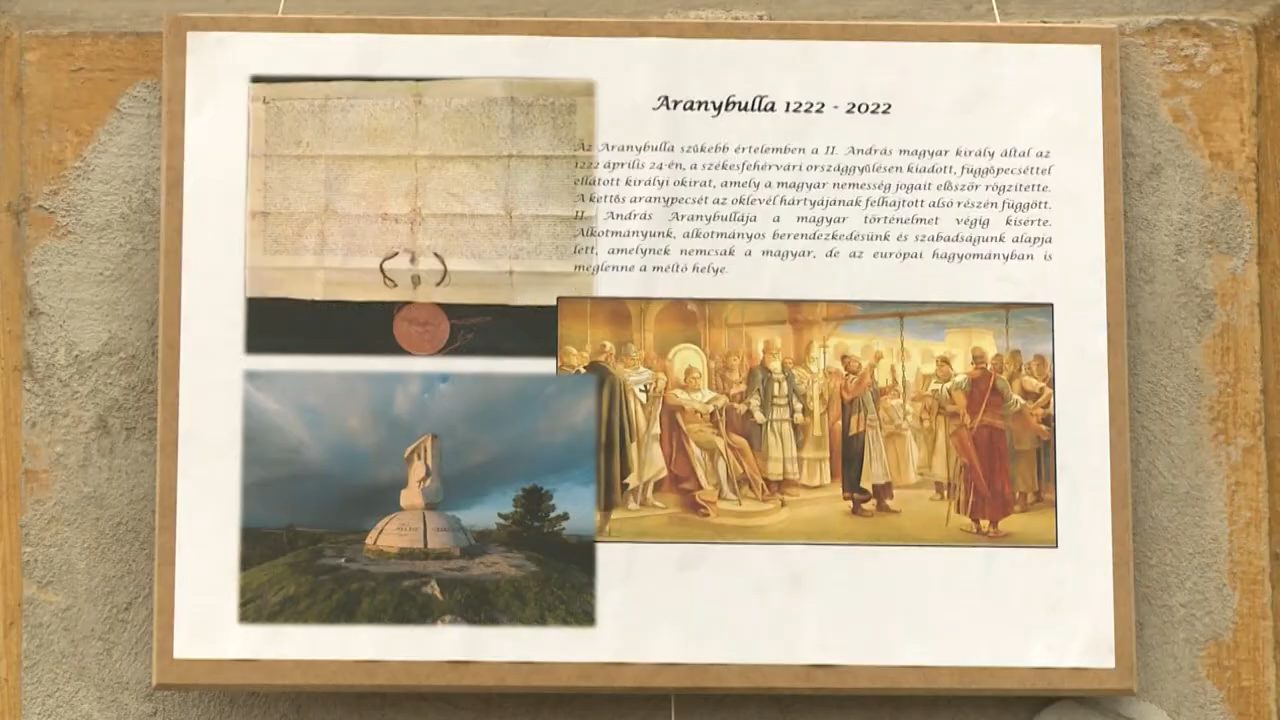 Aranybulla 1222 - 2022
Az Aranybulla szűkebb értelemben a II. András magyar király által az
1222 április 24-én, a székesfehérvári országgyűlésen kiadott, függőpecséttel
ellátott királyi okirat, amely a magyar nemesség jogait először rögzítette.
A kettős aranypecsét az oklevél hártyájának felhajtott alsó részén függött.
II. András Aranybullája a magyar történelmet végig kísérte.
Alkotmányunk, alkotmányos berendezkedésünk és szabadságunk alapja
lett, amelynek nemcsak a magyar, de az európai hagyományban is
meglenne a méltó helye.